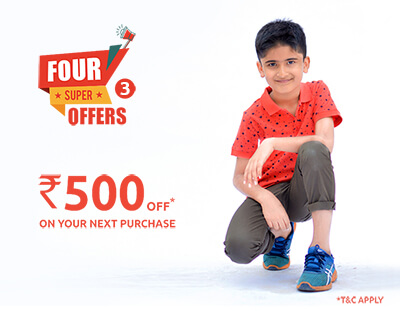 FOUR
★ SUPER ★
3
OFFERS
₹500 OFF*
ON YOUR NEXT PURCHASE
*T&C APPLY